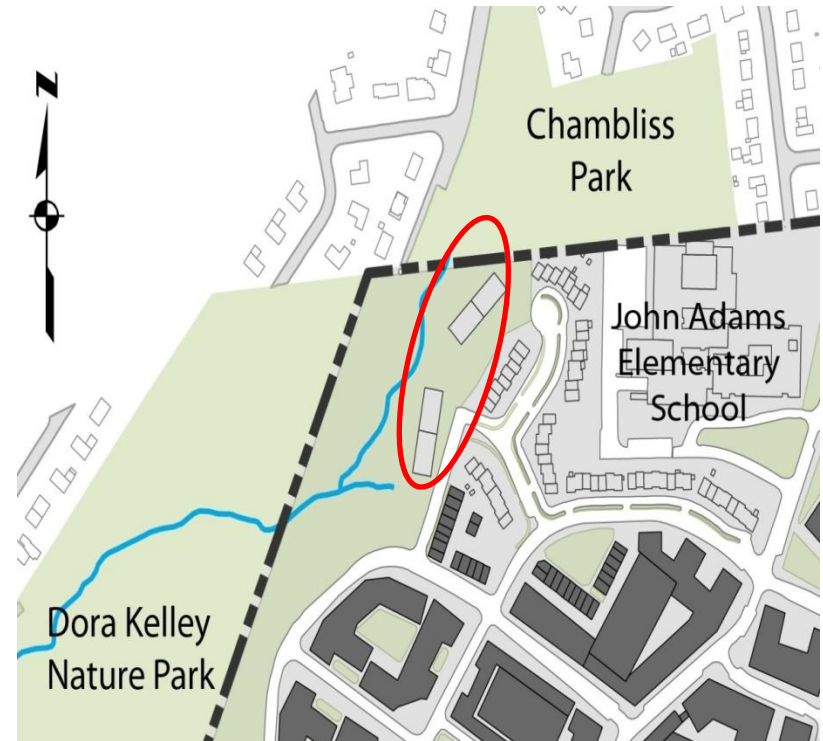 N
Chambliss
Park
John Adams
Elementary
School
Dora Kelley
Nature Park